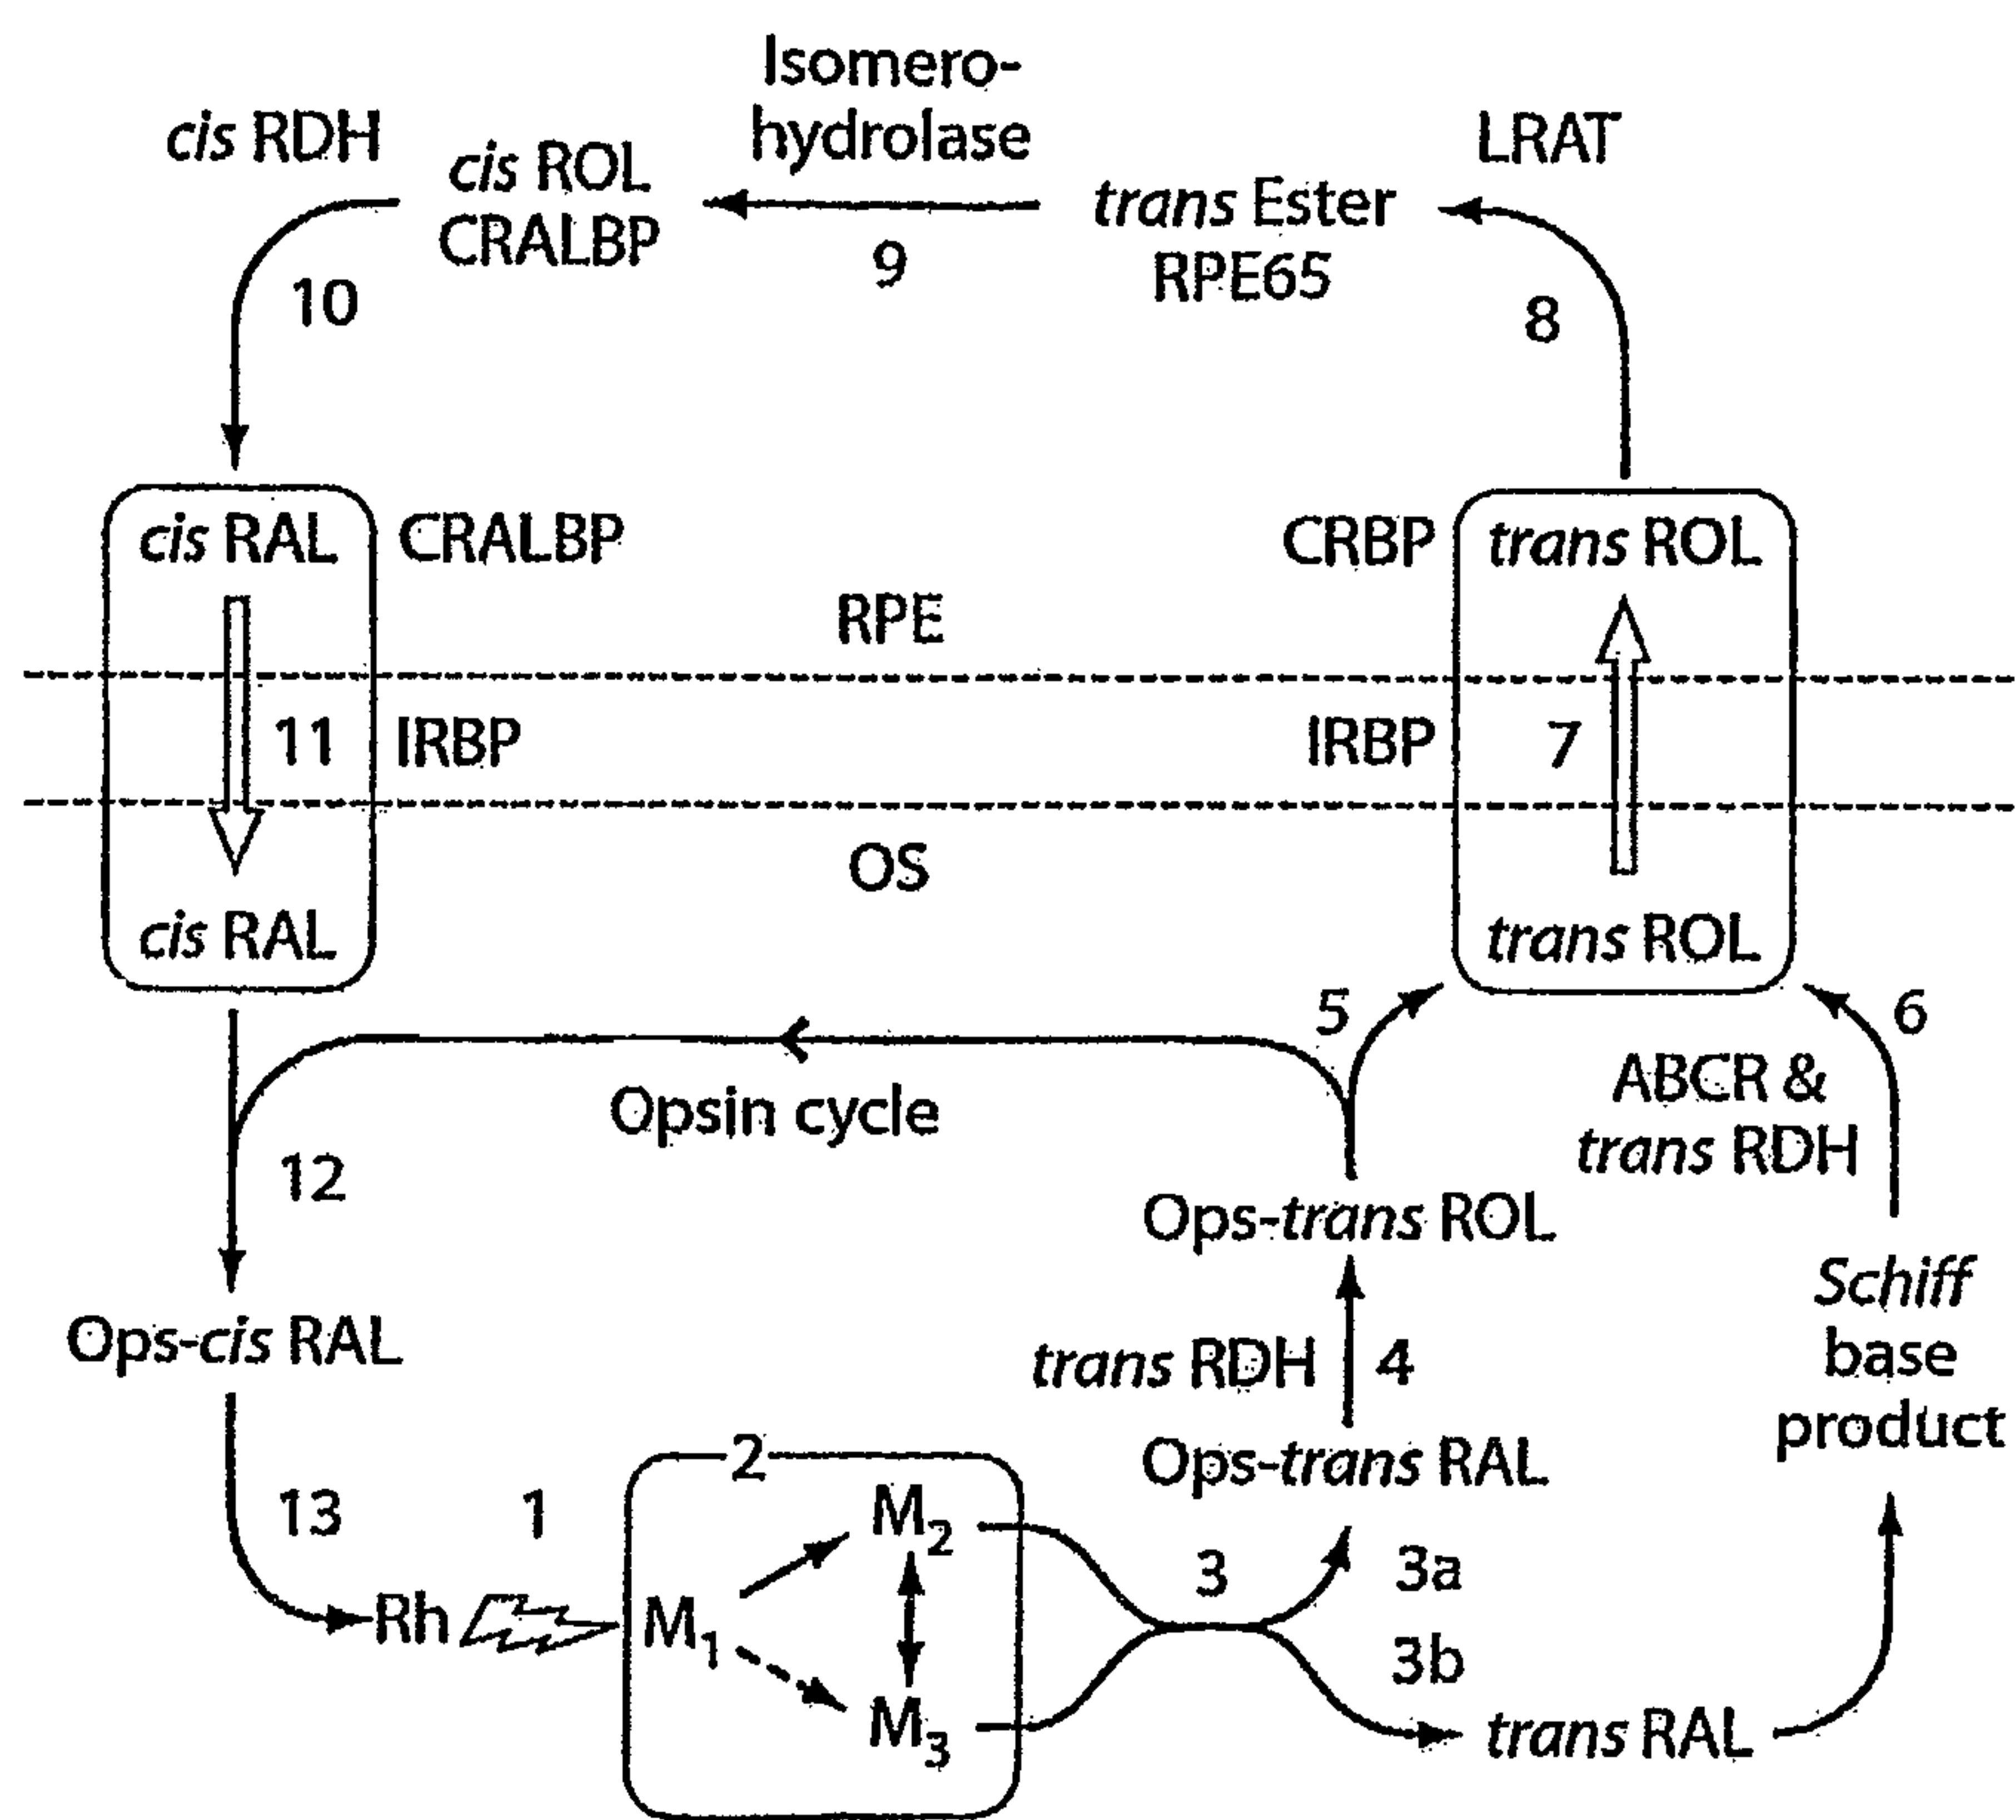 Isomero-
hydrolase
cis RDH
cis ROL
CRALBP
9
trans Ester
RPE65
LRAT
10
8
cis RAL
CRALBP
CRBP
trans ROL
RPE
11
IRBP
IRBP
7
OS
cis RAL
trans ROL
5
6
Opsin cycle
ABCR &
trans RDH
12
Ops-trans ROL
Ops-cis RAL
trans RDH
4
Schiff
base
product
Ops-trans RAL
13
1
2
M2
3
3a
Rh
M1
3b
M3
trans RAL